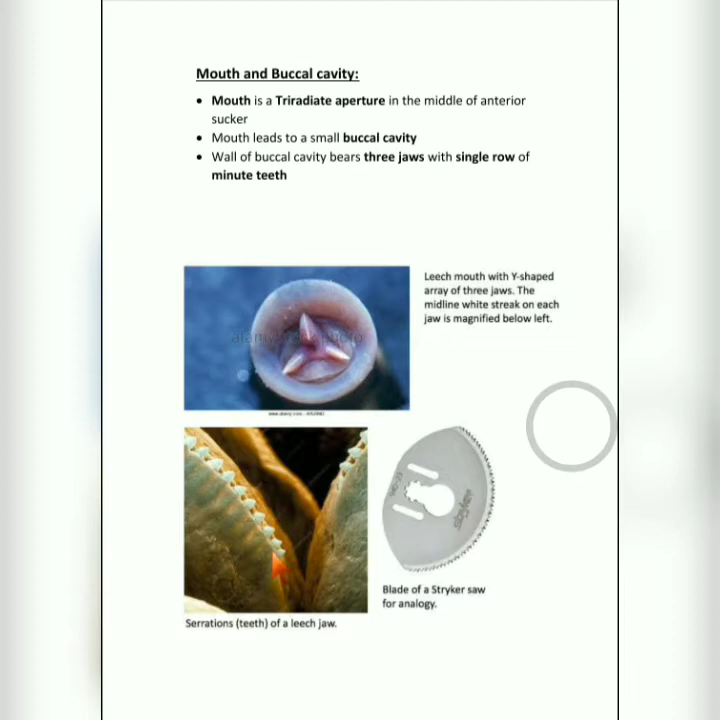 Mouth and Buccal cavity:
• Mouth is a Triradiate aperture in the middle of anterior
sucker
• Mouth leads to a small buccal cavity
• Wall of buccal cavity bears three jaws with single row of
minute teeth
Leech mouth with Y-shaped
array of three jaws. The
midline white streak on each
jaw is magnified below left.
stryker
Blade of a Stryker saw
for analogy.
Serrations (teeth) of a leech jaw.